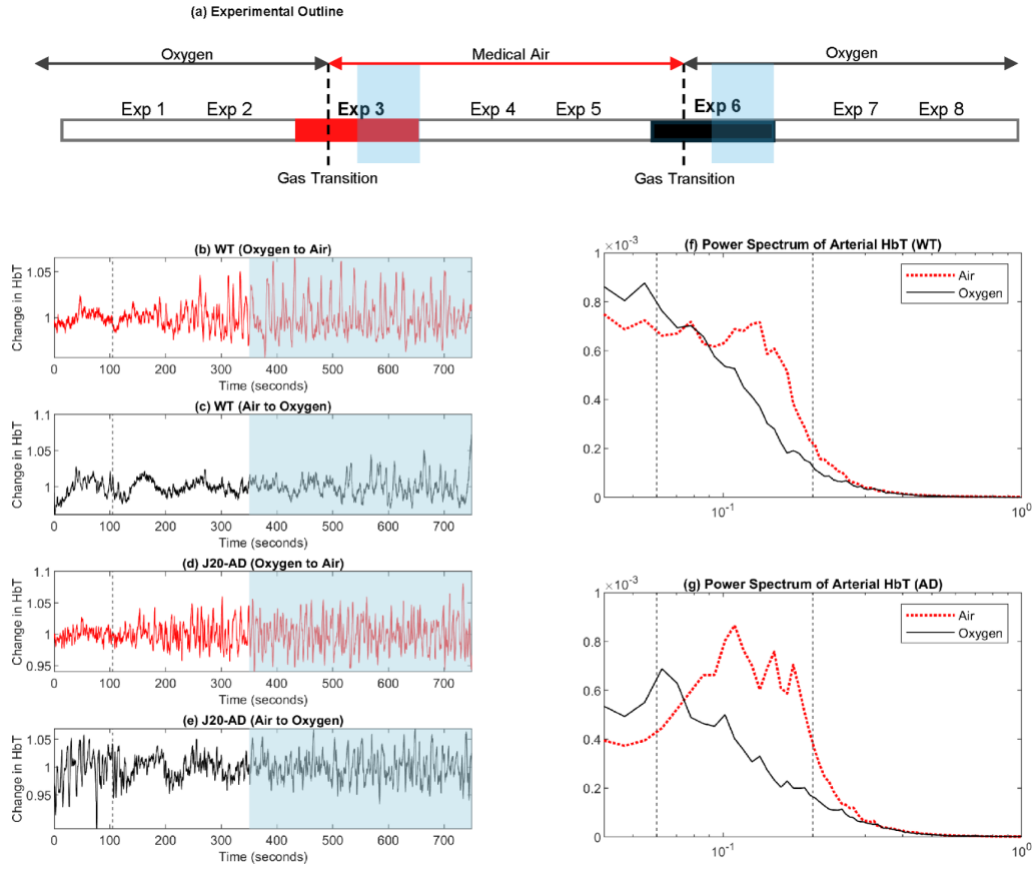 (a) Experimental Outline
Oxygen Medical Air Oxygen
Exp 1 Exp 2 Exp 3 Exp 4 Exp 5 Exp 6 Exp 7 Exp 8
Gas Transition Gas Transition
(b) WT (Oxygen to Air)
Change in HbT
1.05
1
0 100 200 300 400 500 600 700
Time (seconds)
(c) WT (Air to Oxygen)
Change in HbT
1.1
1.05
1
0 100 200 300 400 500 600 700
Time (seconds)
(d) J20-AD (Oxygen to Air)
Change in HbT
1.1
1.05
1
0.95
0 100 200 300 400 500 600 700
Time (seconds)
(e) J20-AD (Air to Oxygen)
Change in HbT
1.05
1
0.95
0 100 200 300 400 500 600 700
Time (seconds)
(f) Power Spectrum of Arterial HbT (WT)
×10⁻³
1
0.8
0.6
0.4
0.2
0
Air
Oxygen
10⁻¹ 10⁰
(g) Power Spectrum of Arterial HbT (AD)
×10⁻³
1
0.8
0.6
0.4
0.2
0
Air
Oxygen
10⁻¹ 10⁰